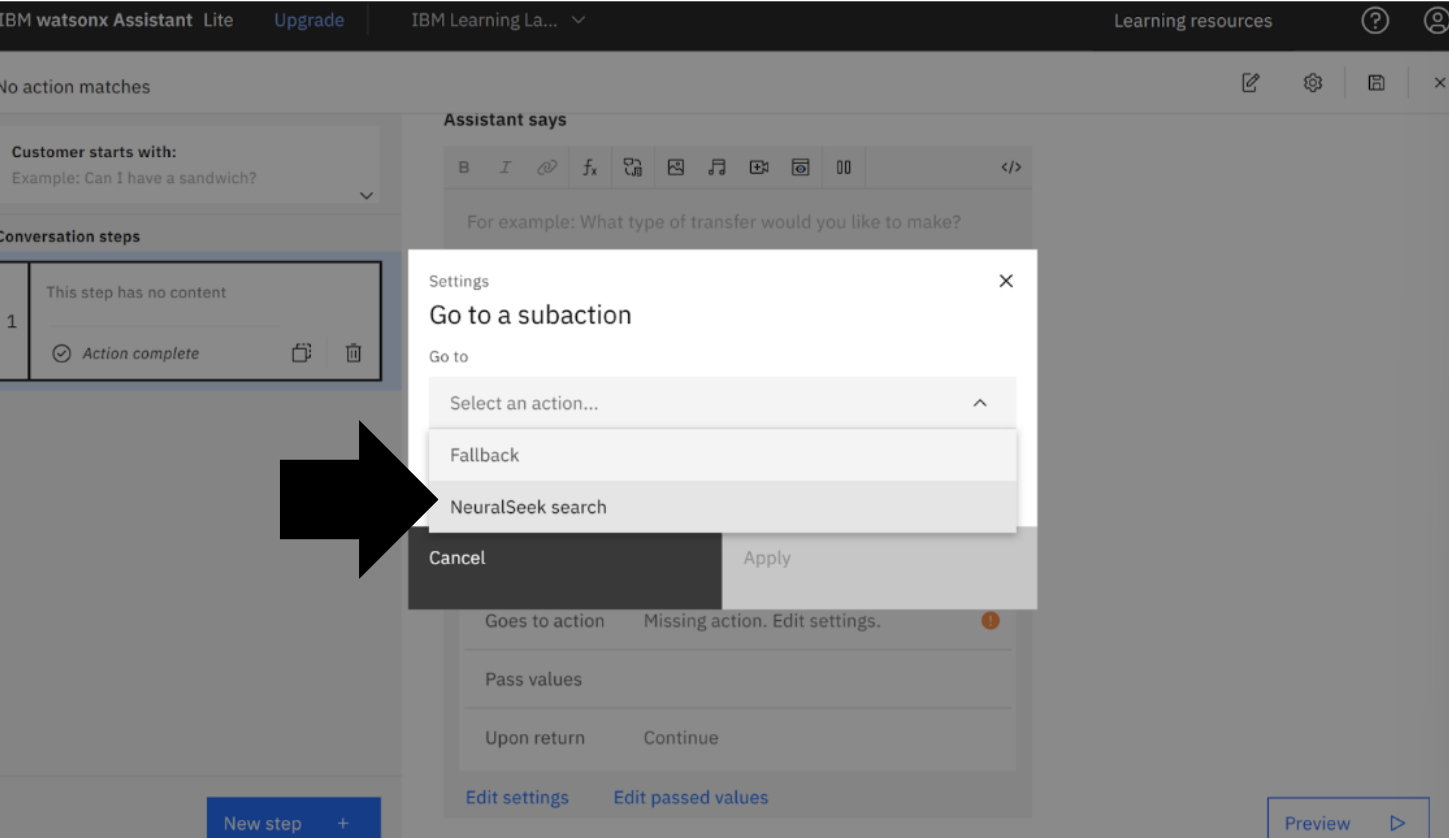 IBM watsonx Assistant Lite Upgrade IBM Learning La... Learning resources
No action matches
Customer starts with:
Example: Can I have a sandwich?
Conversation steps
1
This step has no content
Action complete
Assistant says
B I fx </>
For example: What type of transfer would you like to make?
Settings
Go to a subaction
Go to
Select an action...
Fallback
NeuralSeek search
Cancel Apply
Goes to action Missing action. Edit settings.
Pass values
Upon return Continue
Edit settings Edit passed values
New step +
Preview